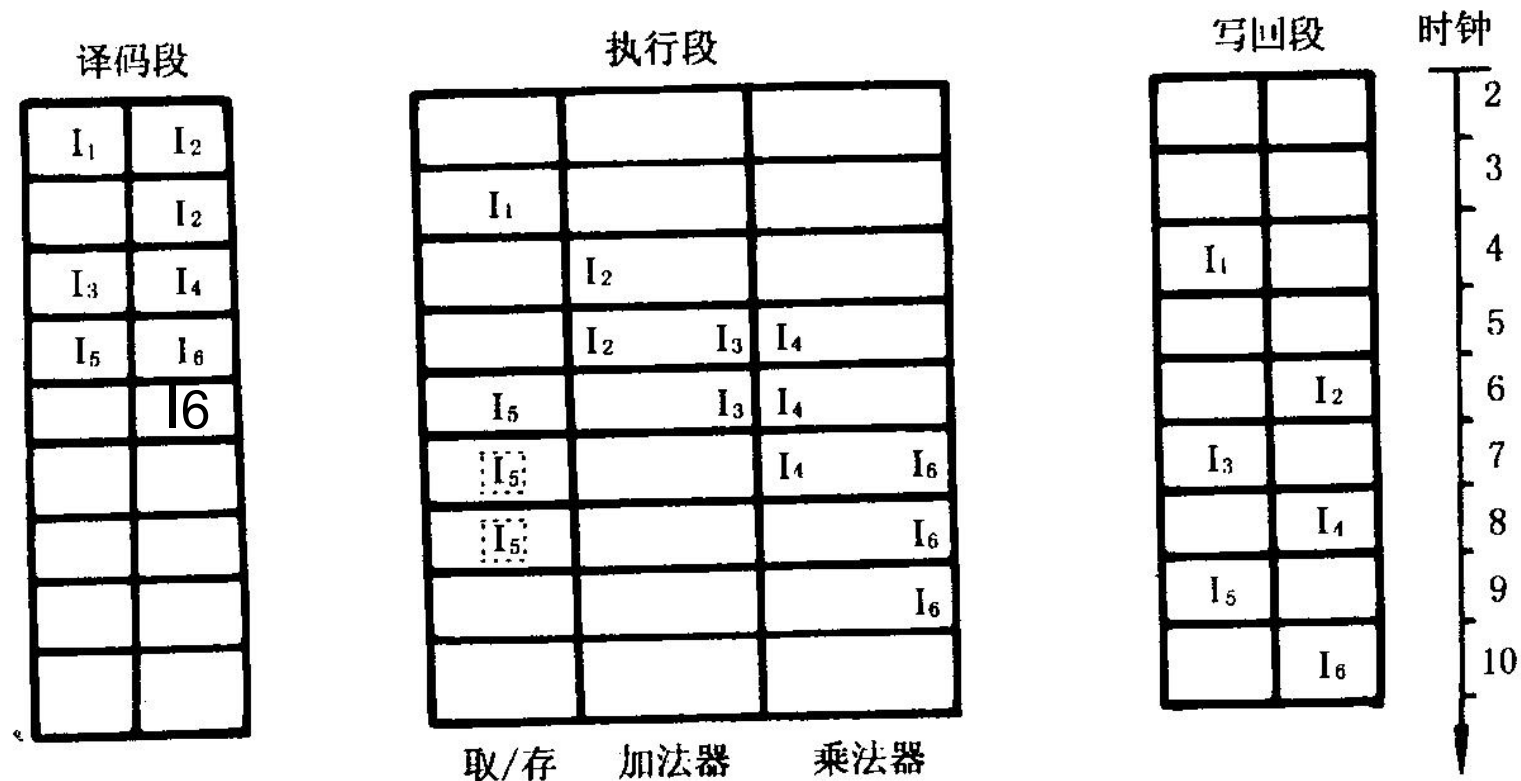 译码段 执行段 写回段 时钟
I₁ I₂ 2
I₂ I₁ 3
I₃ I₄ I₂ I₁ 4
I₅ I₆ I₂ I₃ I₄ 5
I6 I₅ I₃ I₄ I₂ 6
I₅ I₄ I₆ I₃ 7
I₅ I₆ I₄ 8
I₆ I₅ 9
I₆ 10
取/存 加法器 乘法器